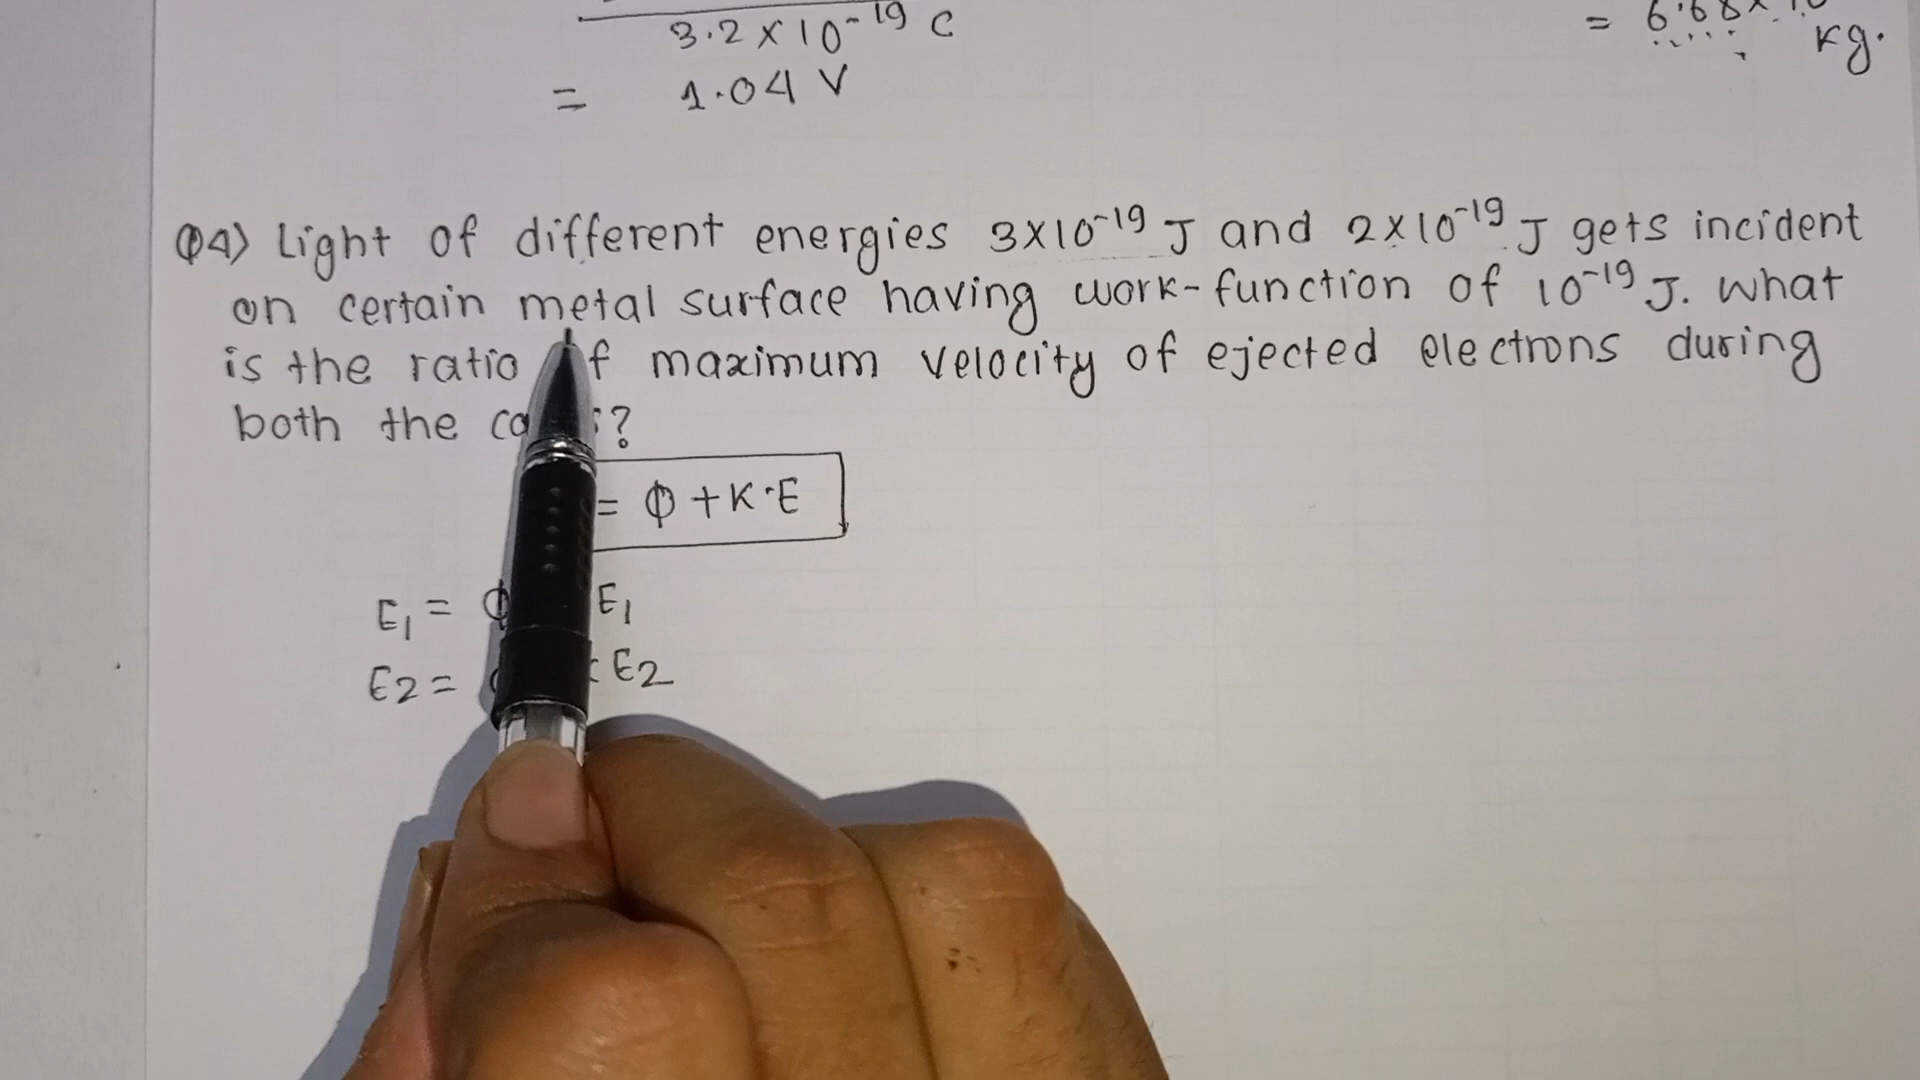 3.2 × 10⁻¹⁹ C
= 6.68×
kg.
= 1.04 V
Q4) Light of different energies 3×10⁻¹⁹ J and 2×10⁻¹⁹ J gets incident
on certain metal surface having work-function of 10⁻¹⁹ J. What
is the ratio f maximum velocity of ejected electrons during
both the ?
= Φ + K·E
E₁ = Φ E₁
E₂ = E₂